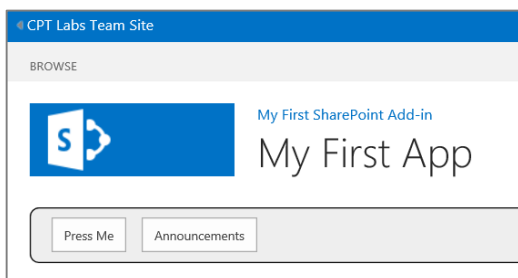 CPT Labs Team Site
BROWSE
S
My First SharePoint Add-in
My First App
Press Me Announcements